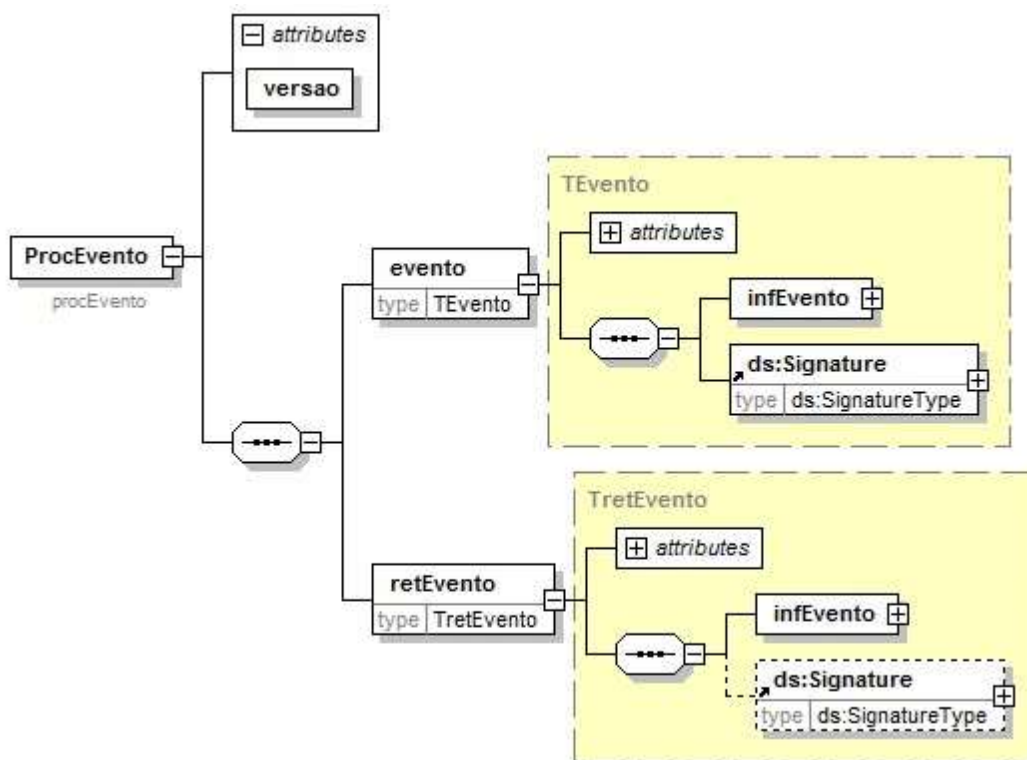 attributes
versao
ProcEvento
procEvento
evento
type TEvento
TEvento
attributes
infEvento
ds:Signature
type ds:SignatureType
retEvento
type TretEvento
TretEvento
attributes
infEvento
ds:Signature
type ds:SignatureType